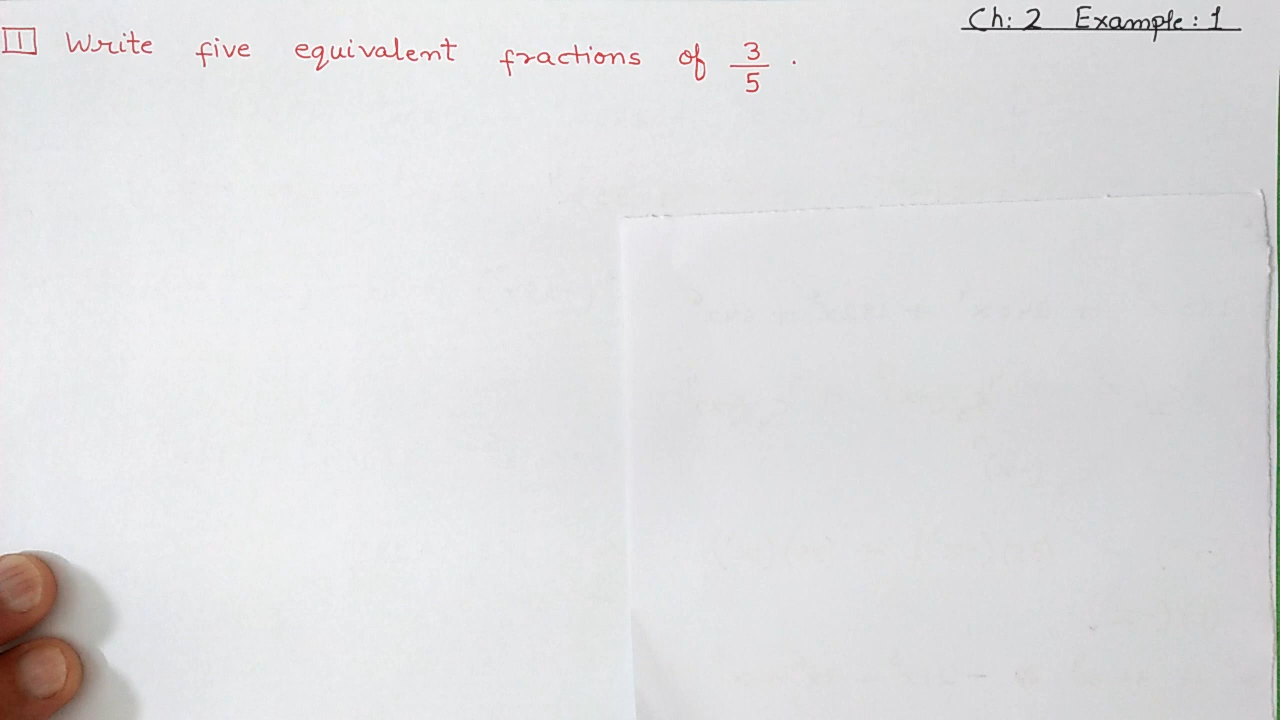 Ch: 2 Example: 1
1 Write five equivalent fractions of 3/5 .